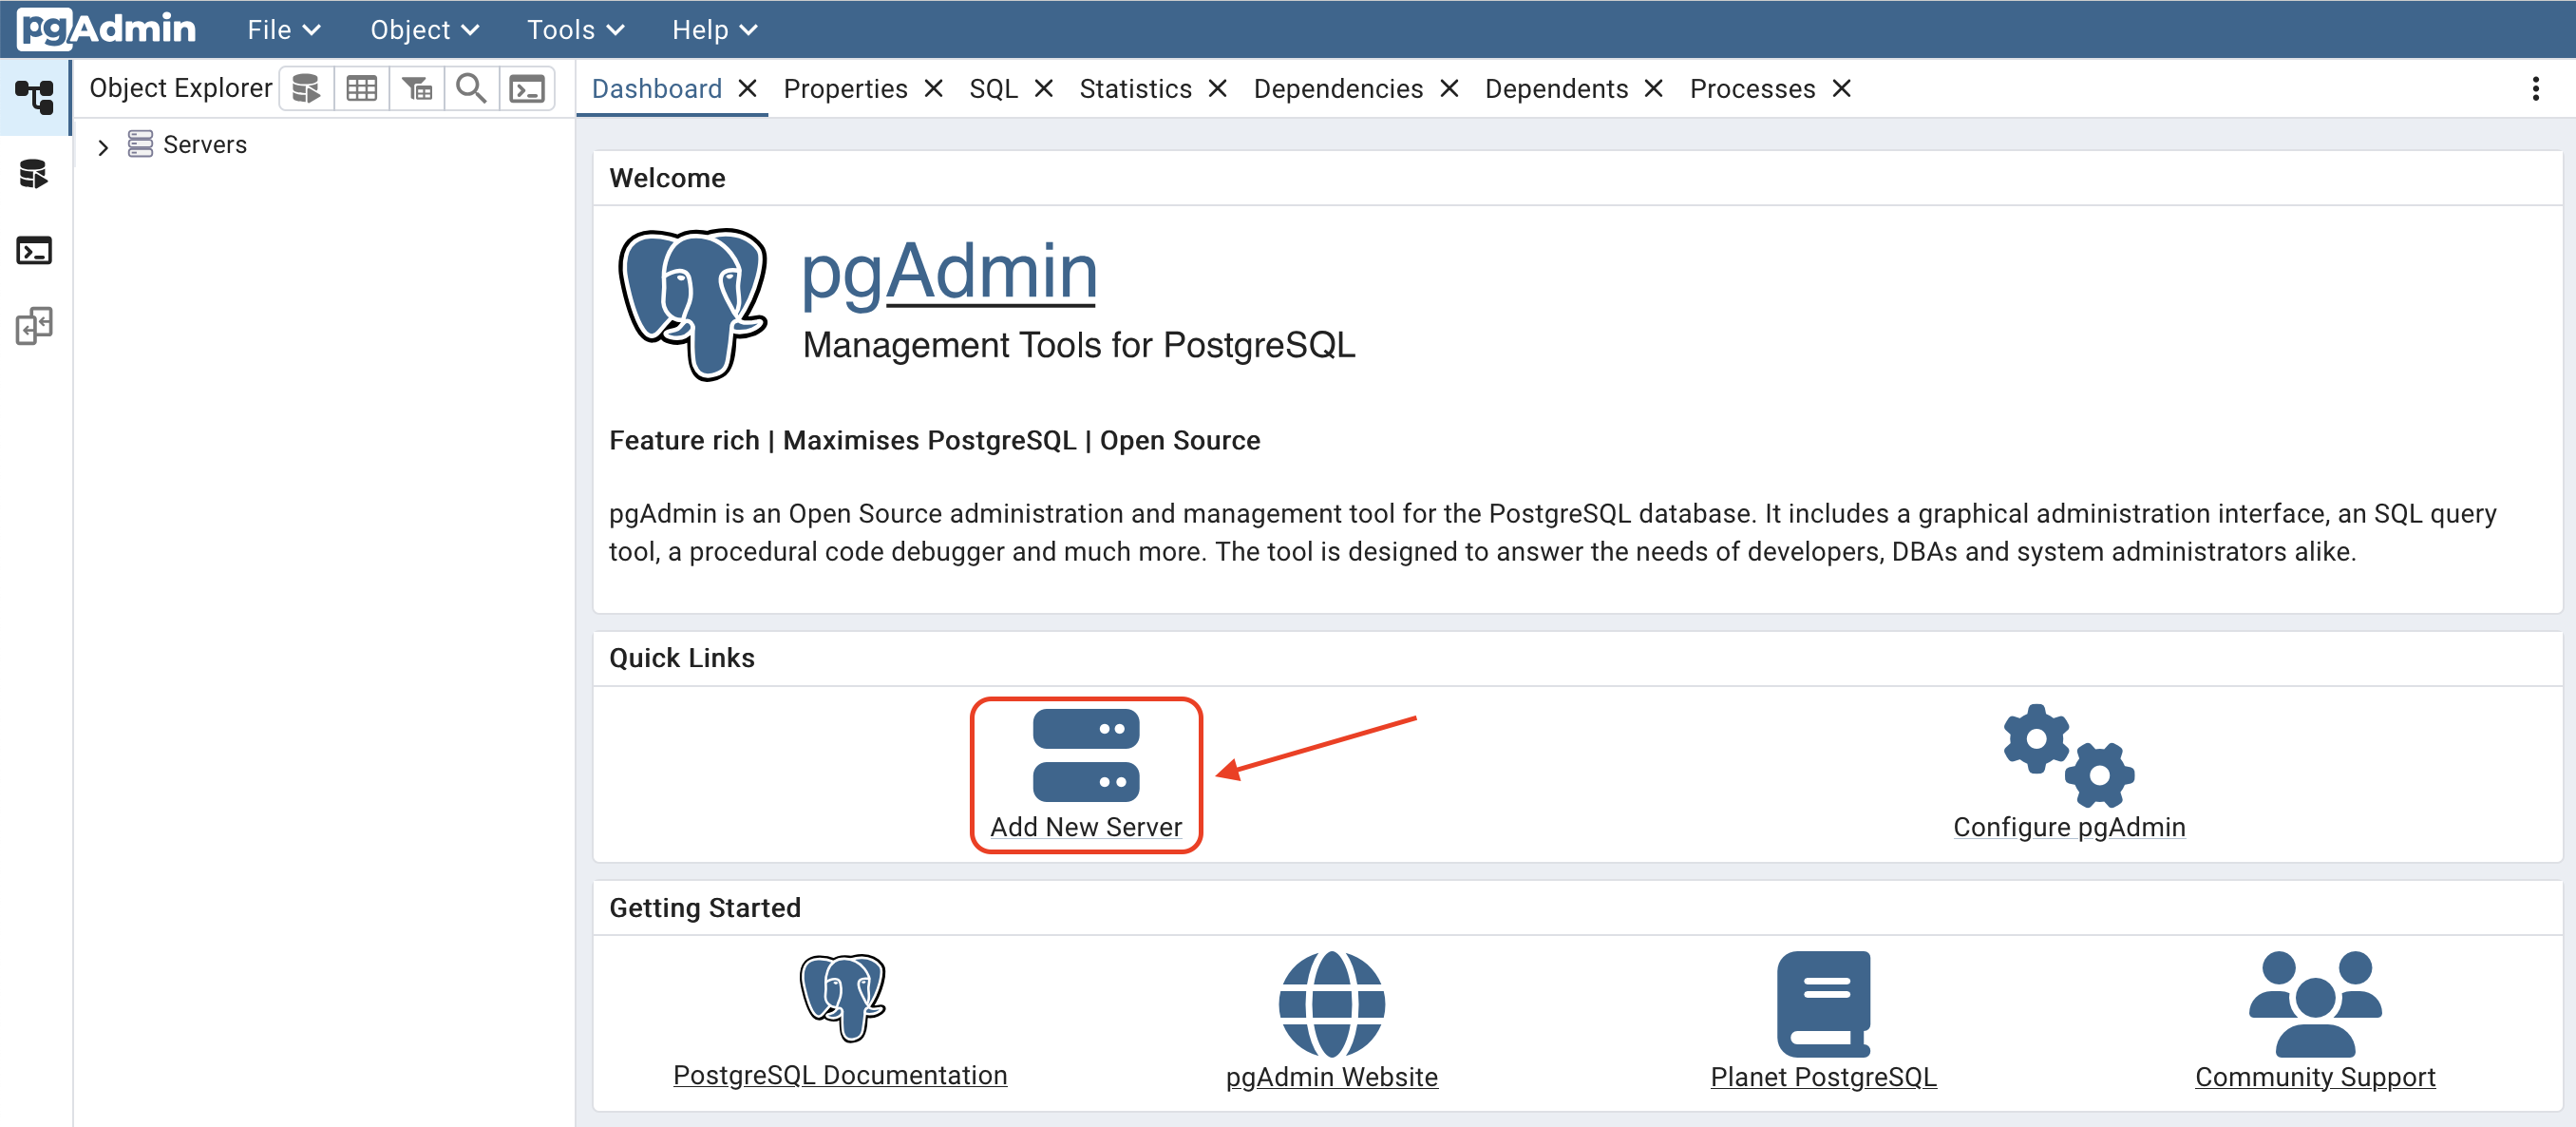 pgAdmin File Object Tools Help
Object Explorer
Dashboard Properties SQL Statistics Dependencies Dependents Processes
Servers
Welcome
pgAdmin
Management Tools for PostgreSQL
Feature rich | Maximises PostgreSQL | Open Source
pgAdmin is an Open Source administration and management tool for the PostgreSQL database. It includes a graphical administration interface, an SQL query
tool, a procedural code debugger and much more. The tool is designed to answer the needs of developers, DBAs and system administrators alike.
Quick Links
Add New Server
Configure pgAdmin
Getting Started
PostgreSQL Documentation
pgAdmin Website
Planet PostgreSQL
Community Support